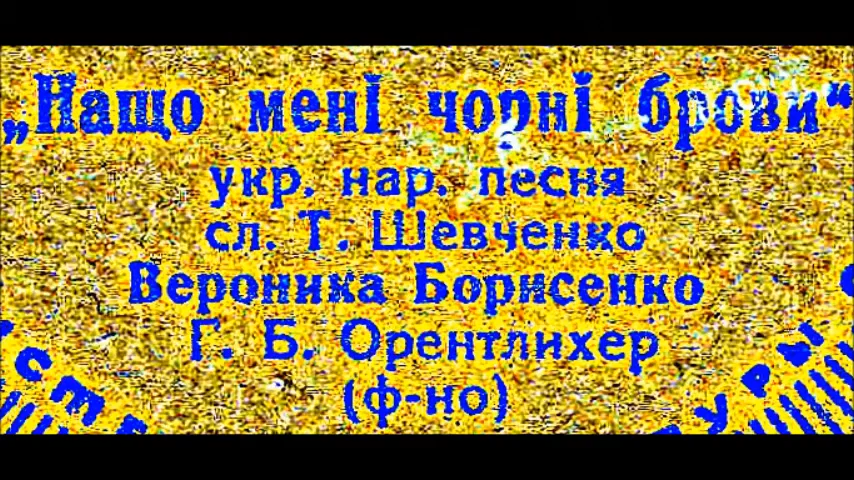 „Нащо мені чорні брови“
укр. нар. песня
сл. Т. Шевченко
Вероника Борисенко
Г. Б. Орентлихер
(ф-но)